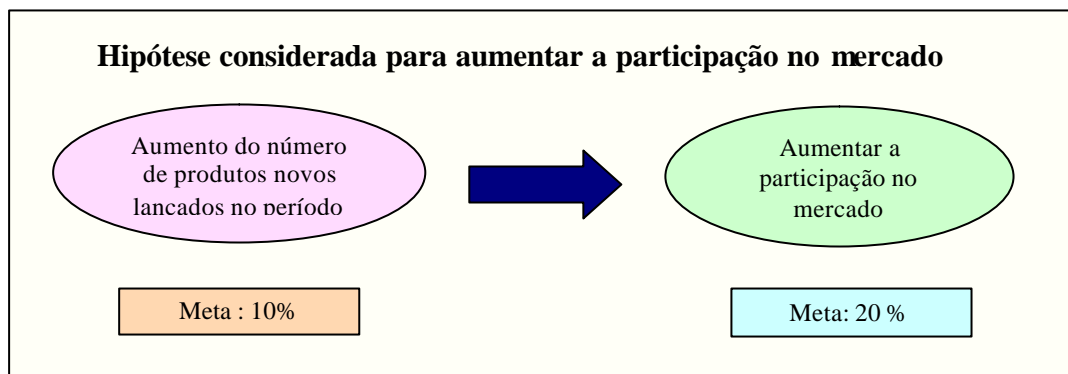 Hipótese considerada para aumentar a participação no mercado
Aumento do número
de produtos novos
lançados no período
Aumentar a
participação no
mercado
Meta : 10%
Meta: 20 %